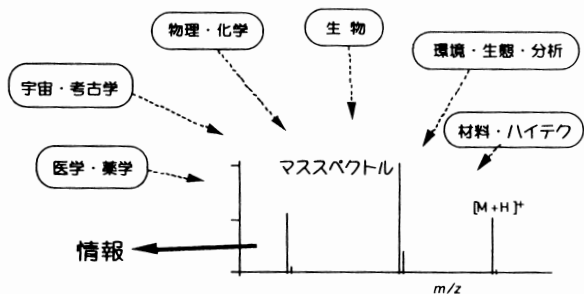 物理・化学
生物
環境・生態・分析
宇宙・考古学
材料・ハイテク
医学・薬学
マススペクトル
[M+H]⁺
情報
m/z